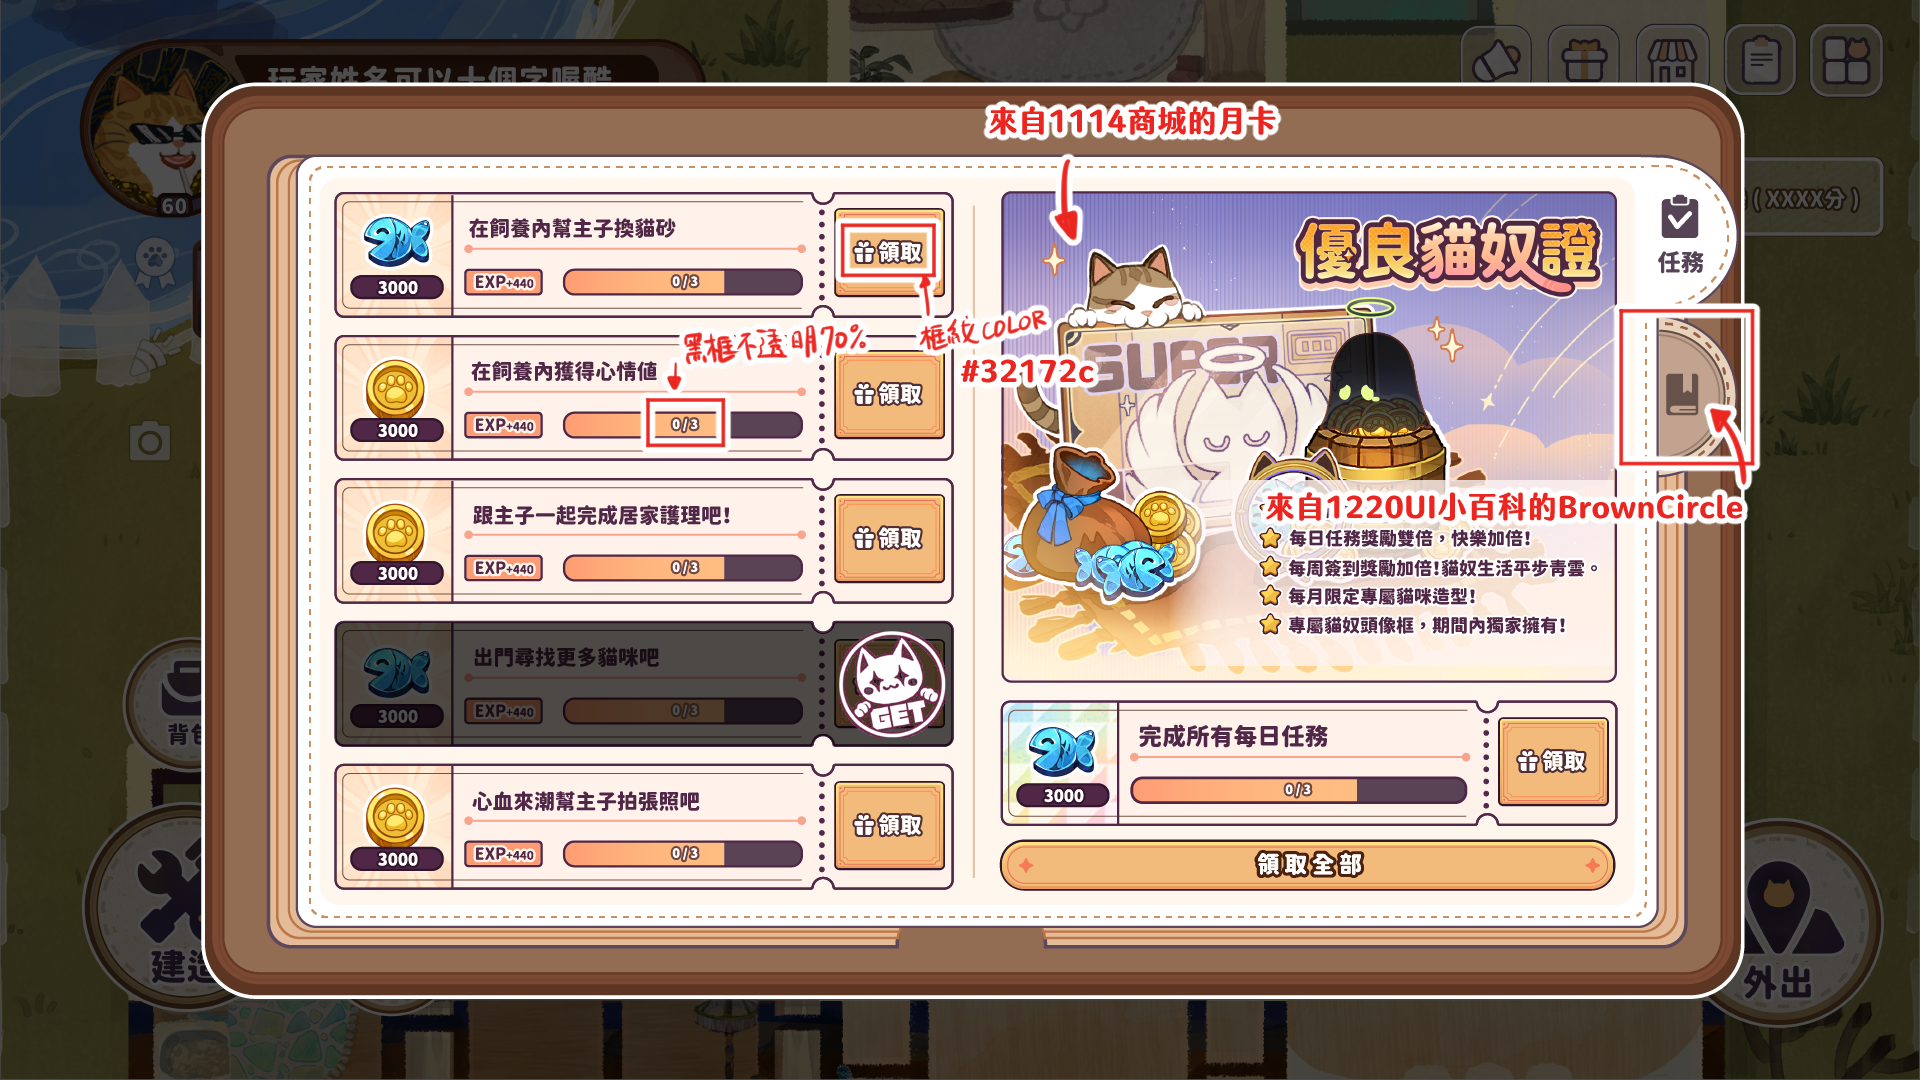 玩家姓名可以十個字喔酷
60
來自1114商城的月卡
在飼養內幫主子換貓砂
3000
EXP+440
0/3
領取
框紋COLOR
#32172c
黑框不透明70%
在飼養內獲得心情值
3000
EXP+440
0/3
領取
跟主子一起完成居家護理吧!
3000
EXP+440
0/3
領取
出門尋找更多貓咪吧
3000
EXP+440
0/3
GET
心血來潮幫主子拍張照吧
3000
EXP+440
0/3
領取
優良貓奴證
SUPER
來自1220UI小百科的BrownCircle
每日任務獎勵雙倍，快樂加倍!
每周簽到獎勵加倍!貓奴生活平步青雲。
每月限定專屬貓咪造型!
專屬貓奴頭像框，期間內獨家擁有!
完成所有每日任務
3000
0/3
領取
領取全部
任務
(XXXX分)
背包
建造
外出